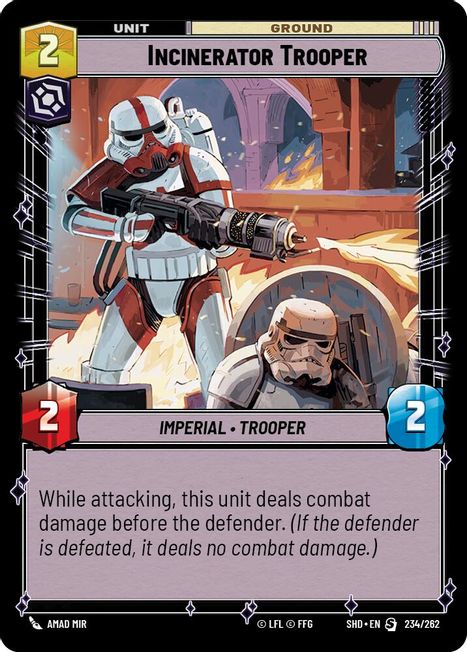 UNIT
GROUND
2
INCINERATOR TROOPER
2
2
IMPERIAL • TROOPER
While attacking, this unit deals combat
damage before the defender. (If the defender
is defeated, it deals no combat damage.)
AMAD MIR
© LFL © FFG
SHD • EN
234/262